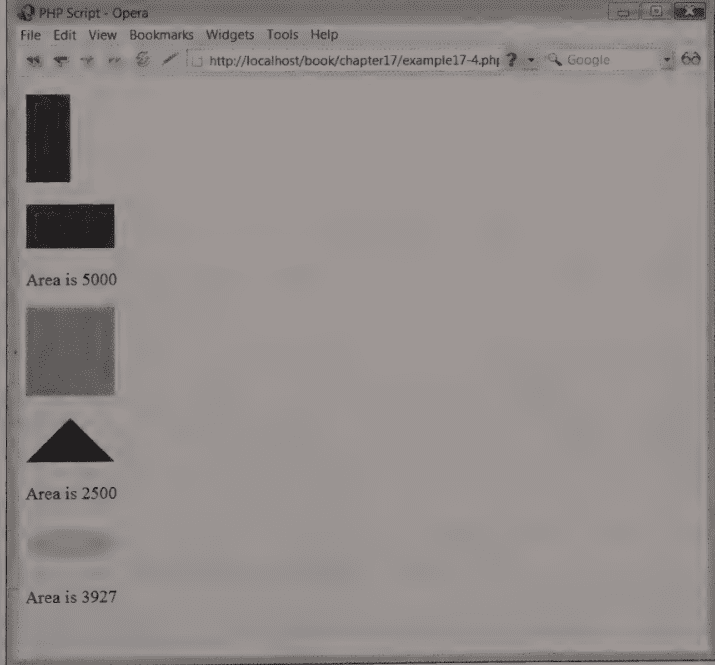 PHP Script - Opera
File Edit View Bookmarks Widgets Tools Help
http://localhost/book/chapter17/example17-4.php ? Google
Area is 5000
Area is 2500
Area is 3927